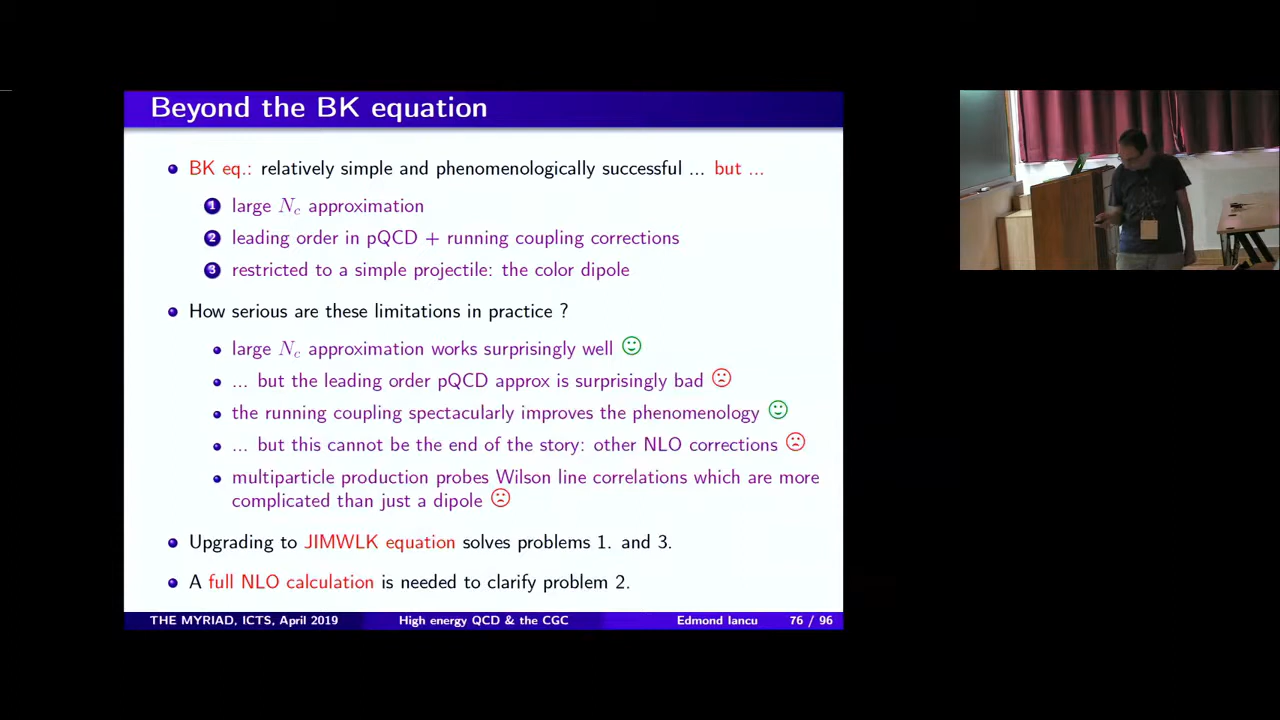 Beyond the BK equation
BK eq.: relatively simple and phenomenologically successful ... but ...
1 large Nc approximation
2 leading order in pQCD + running coupling corrections
3 restricted to a simple projectile: the color dipole
How serious are these limitations in practice ?
large Nc approximation works surprisingly well
... but the leading order pQCD approx is surprisingly bad
the running coupling spectacularly improves the phenomenology
... but this cannot be the end of the story: other NLO corrections
multiparticle production probes Wilson line correlations which are more
complicated than just a dipole
Upgrading to JIMWLK equation solves problems 1. and 3.
A full NLO calculation is needed to clarify problem 2.
THE MYRIAD, ICTS, April 2019 High energy QCD & the CGC Edmond Iancu 76 / 96